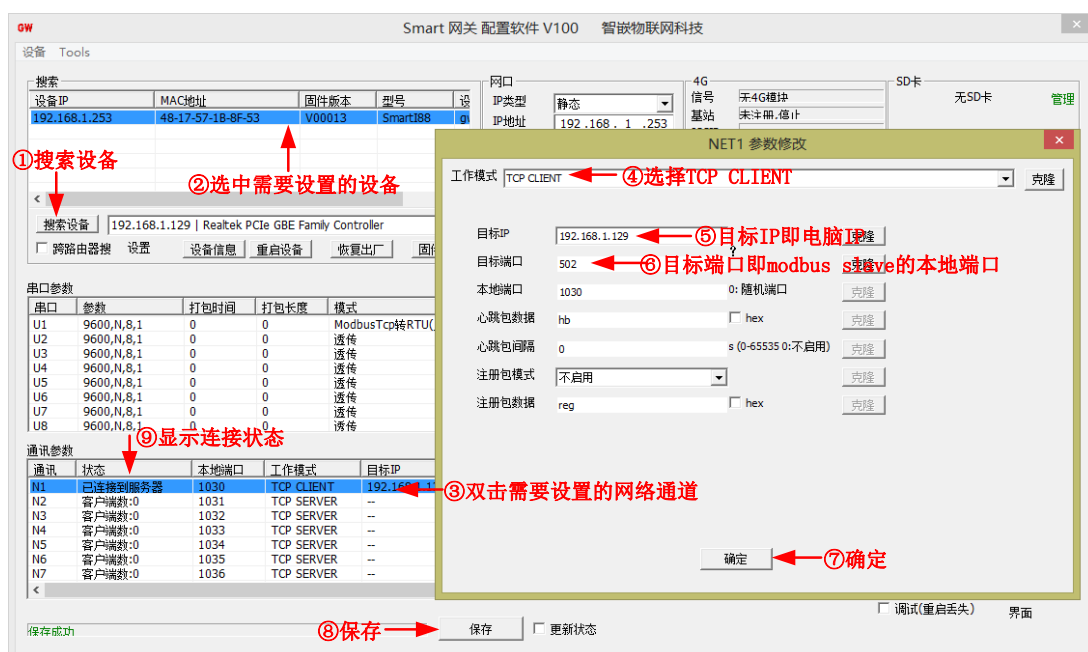 GW Smart 网关 配置软件 V100 智嵌物联网科技 ×
设备 Tools
搜索
设备IP MAC地址 固件版本 型号 设
192.168.1.253 48-17-57-1B-8F-53 V00013 SmartI88
①搜索设备
②选中需要设置的设备
搜索设备 192.168.1.129 | Realtek PCIe GBE Family Controller
跨路由器搜 设置 设备信息 重启设备 恢复出厂
网口
IP类型 静态
IP地址 192 .168 . 1 .253
4G
信号 无4G模块
基站 未注册,停止
SD卡
无SD卡 管理
NET1 参数修改 ×
工作模式 TCP CLIENT ④选择TCP CLIENT 克隆
目标IP 192.168.1.129 ⑤目标IP即电脑IP
?
目标端口 502 ⑥目标端口即modbus slave的本地端口
本地端口 1030 0: 随机端口 克隆
心跳包数据 hb hex 克隆
心跳包间隔 0 s (0-65535 0:不启用) 克隆
注册包模式 不启用 克隆
注册包数据 reg hex 克隆
确定 ⑦确定
串口参数
串口 参数 打包时间 打包长度 模式
U1 9600,N,8,1 0 0 ModbusTcp转RTU(
U2 9600,N,8,1 0 0 透传
U3 9600,N,8,1 0 0 透传
U4 9600,N,8,1 0 0 透传
U5 9600,N,8,1 0 0 透传
U6 9600,N,8,1 0 0 透传
U7 9600,N,8,1 0 0 透传
U8 9600,N,8,1 0 0 透传
⑨显示连接状态
通讯参数
通讯 状态 本地端口 工作模式 目标IP
N1 已连接到服务器 1030 TCP CLIENT 192.168.1.1
③双击需要设置的网络通道
N2 客户端数:0 1031 TCP SERVER --
N3 客户端数:0 1032 TCP SERVER --
N4 客户端数:0 1033 TCP SERVER --
N5 客户端数:0 1034 TCP SERVER --
N6 客户端数:0 1035 TCP SERVER --
N7 客户端数:0 1036 TCP SERVER --
调试(重启丢失) 界面
保存成功 ⑧保存 保存 更新状态